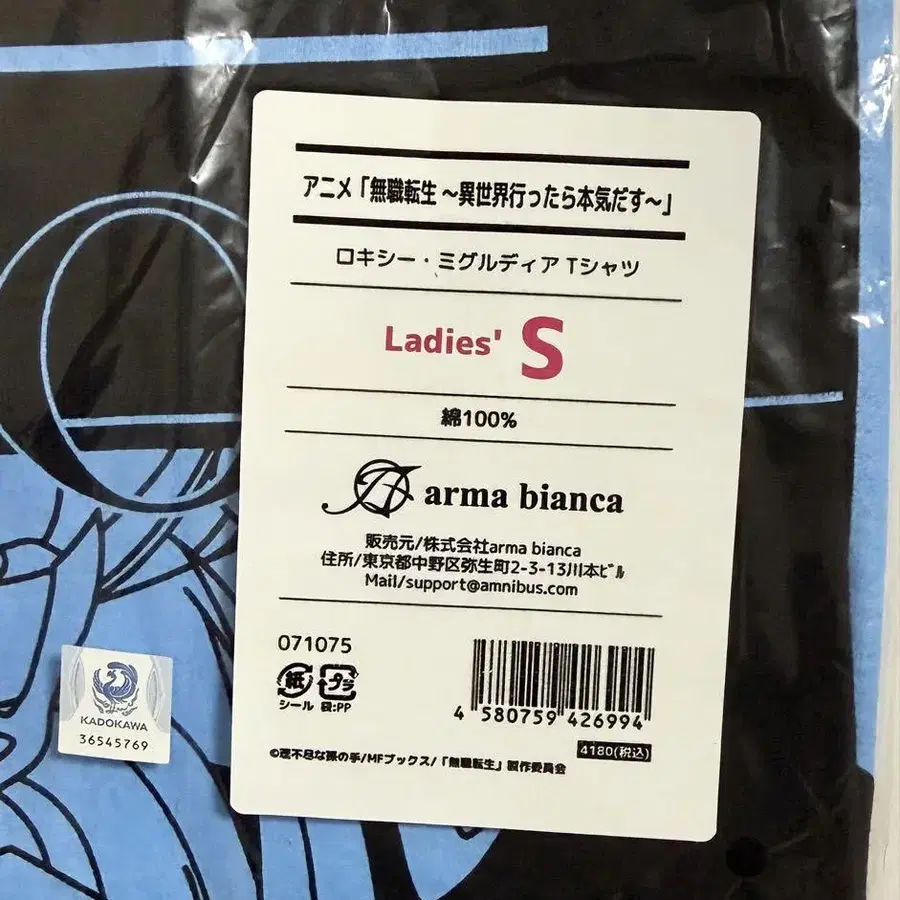 アニメ「無職転生 ～異世界行ったら本気だす～」
ロキシー・ミグルディア Tシャツ
Ladies' S
綿100%
arma bianca
販売元/株式会社arma bianca
住所/東京都中野区弥生町2-3-13川本ビル
Mail/support@amnibus.com
071075
紙 プラ
シール 袋:PP
4 580759 426994
4180(税込)
©理不尽な孫の手/MFブックス/「無職転生」製作委員会
KADOKAWA
36545769